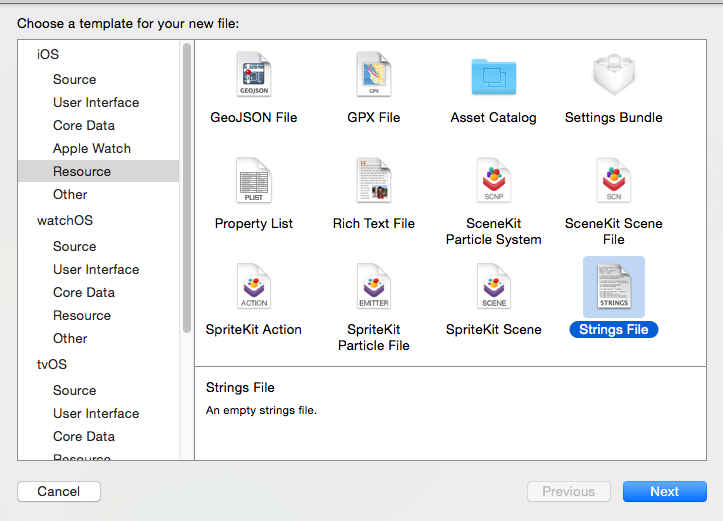 Choose a template for your new file:
iOS
Source
User Interface
Core Data
Apple Watch
Resource
Other
watchOS
Source
User Interface
Core Data
Resource
Other
tvOS
Source
User Interface
Core Data
Resource
GEOJSON
GeoJSON File
GPX
GPX File
Asset Catalog
Settings Bundle
PLIST
Property List
Rich Text File
SCNP
SceneKit
Particle System
SCN
SceneKit Scene
File
ACTION
SpriteKit Action
EMITTER
SpriteKit
Particle File
SCENE
SpriteKit Scene
STRINGS
Strings File
Strings File
An empty strings file.
Cancel
Previous
Next